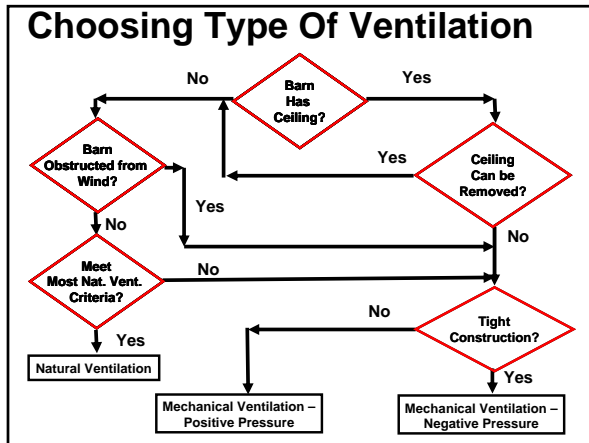 Choosing Type Of Ventilation
No
Yes
Barn
Has
Ceiling?
Barn
Obstructed from
Wind?
Yes
Ceiling
Can be
Removed?
Yes
No
No
Meet
Most Nat. Vent.
Criteria?
No
No
Tight
Construction?
Yes
Yes
Natural Ventilation
Mechanical Ventilation –
Positive Pressure
Mechanical Ventilation –
Negative Pressure